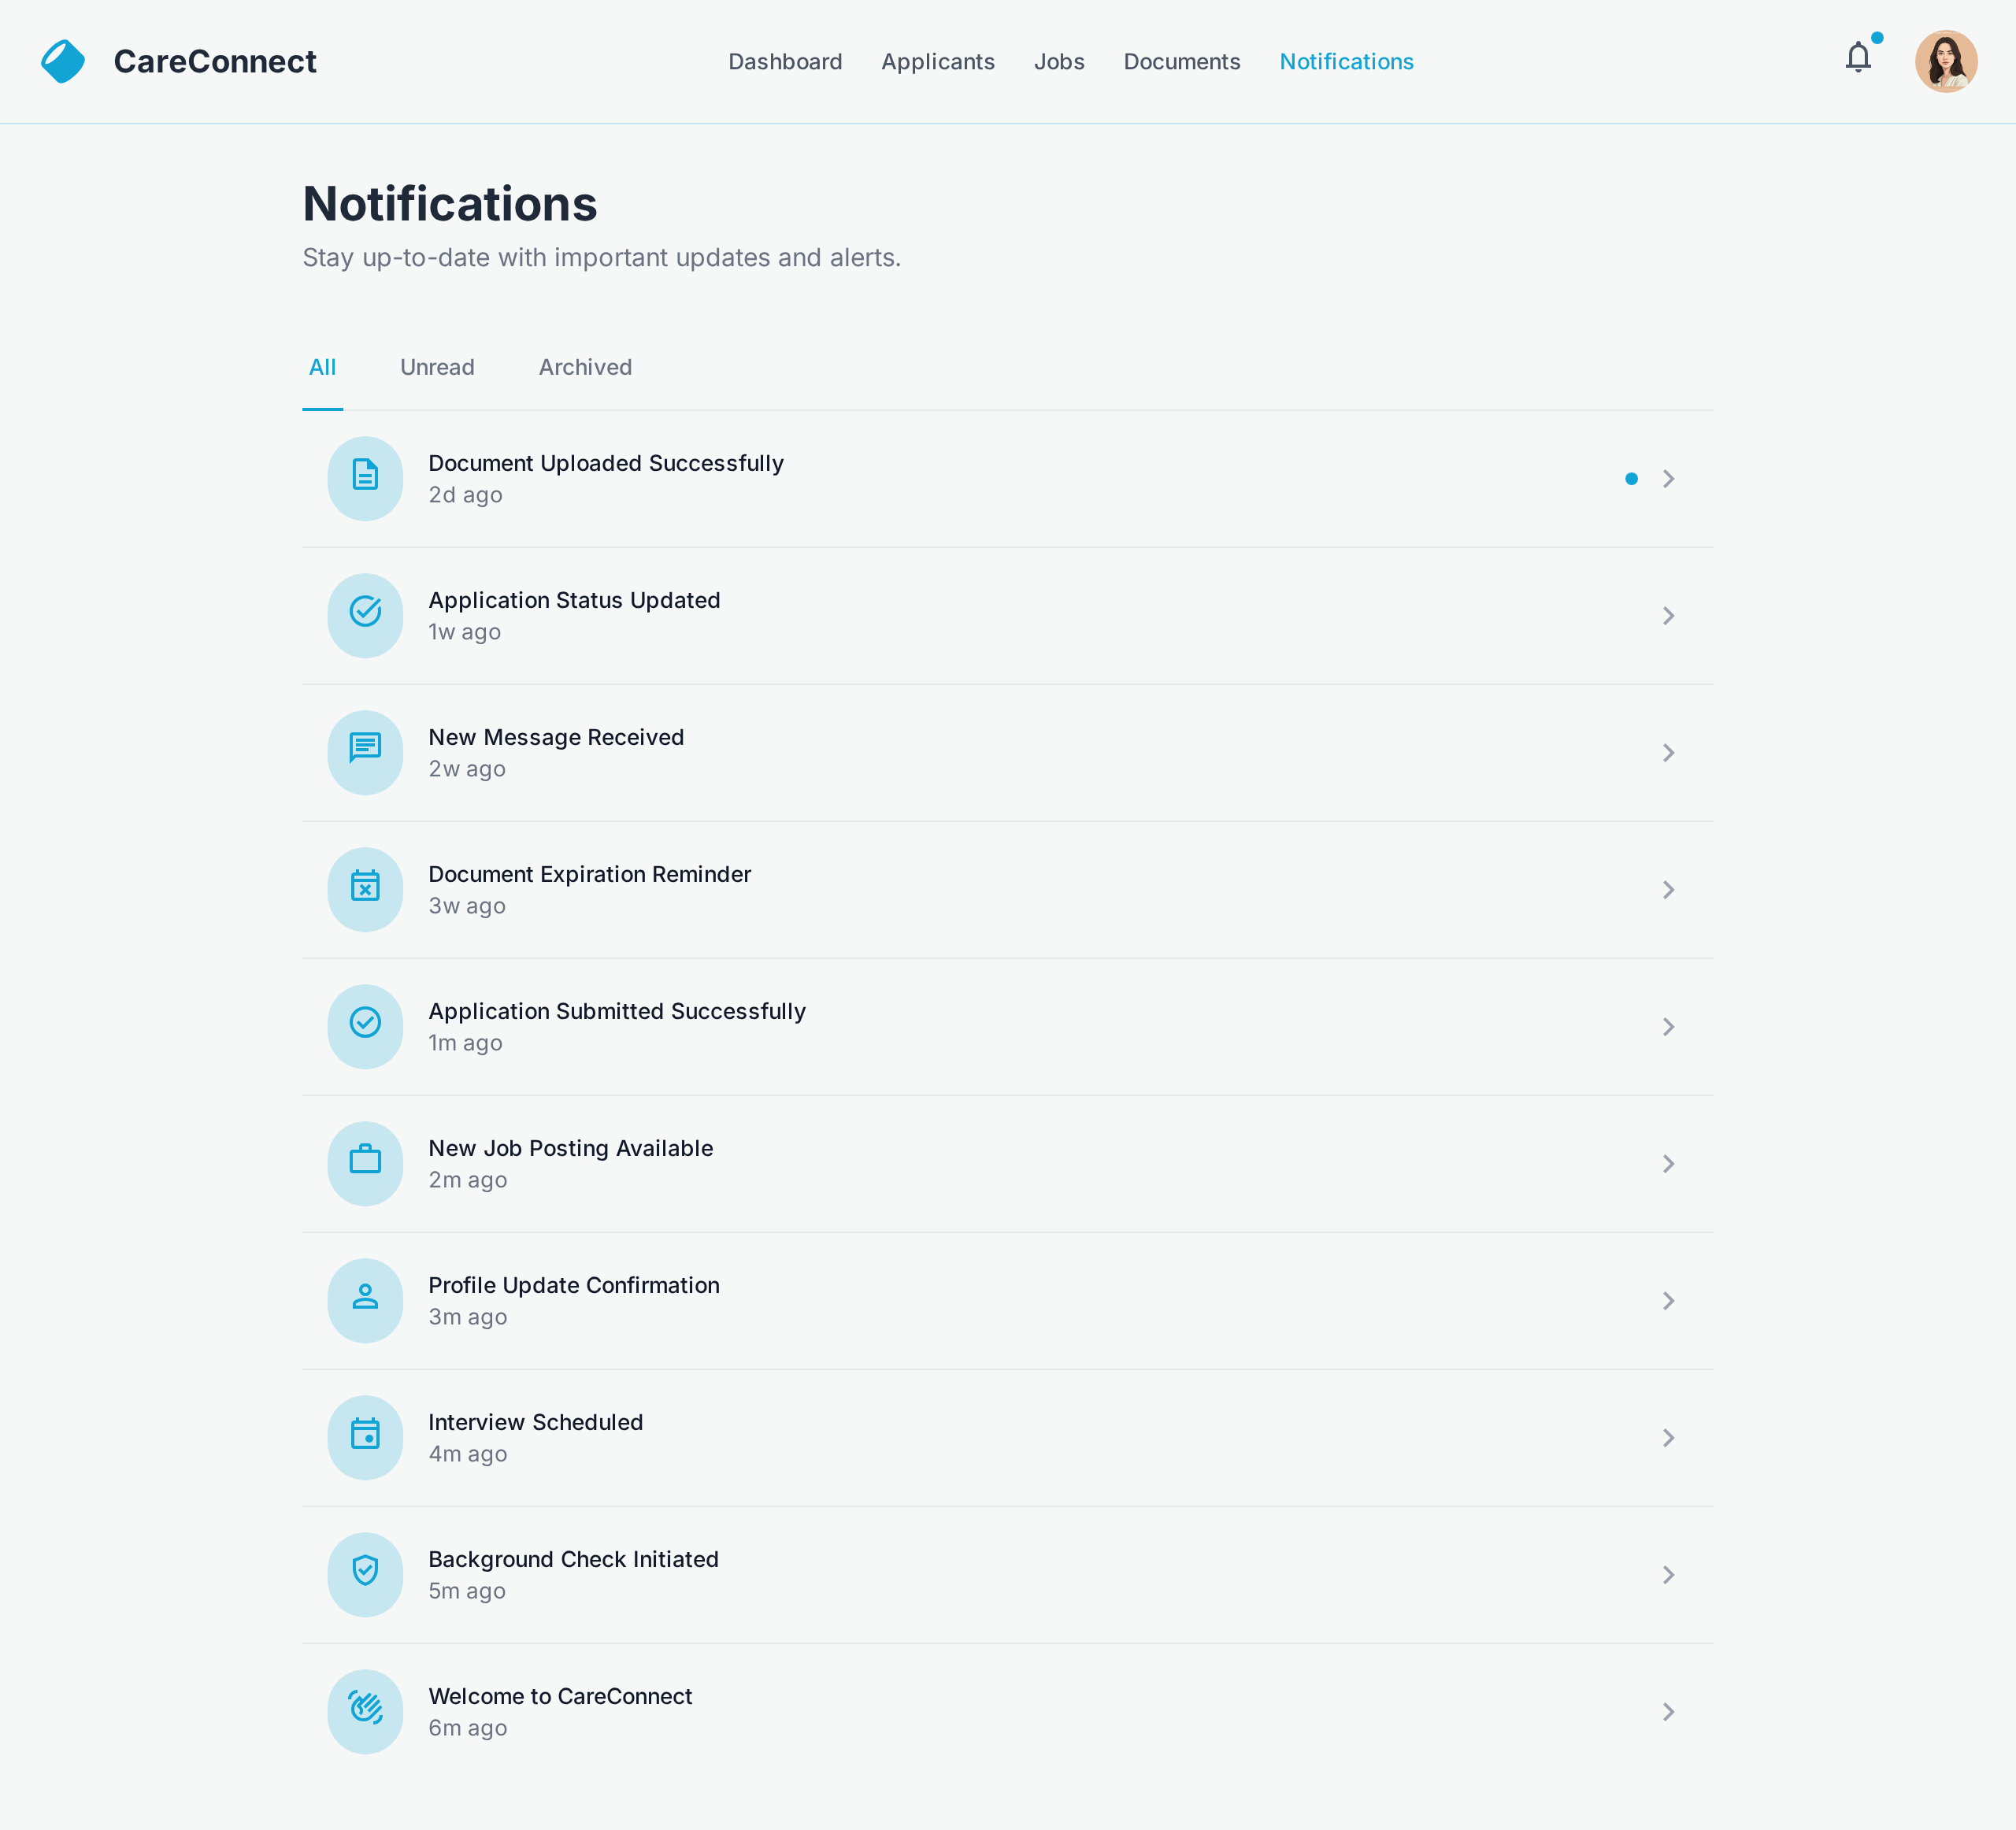 CareConnect
Dashboard Applicants Jobs Documents Notifications
Notifications
Stay up-to-date with important updates and alerts.
All Unread Archived
Document Uploaded Successfully
2d ago
Application Status Updated
1w ago
New Message Received
2w ago
Document Expiration Reminder
3w ago
Application Submitted Successfully
1m ago
New Job Posting Available
2m ago
Profile Update Confirmation
3m ago
Interview Scheduled
4m ago
Background Check Initiated
5m ago
Welcome to CareConnect
6m ago